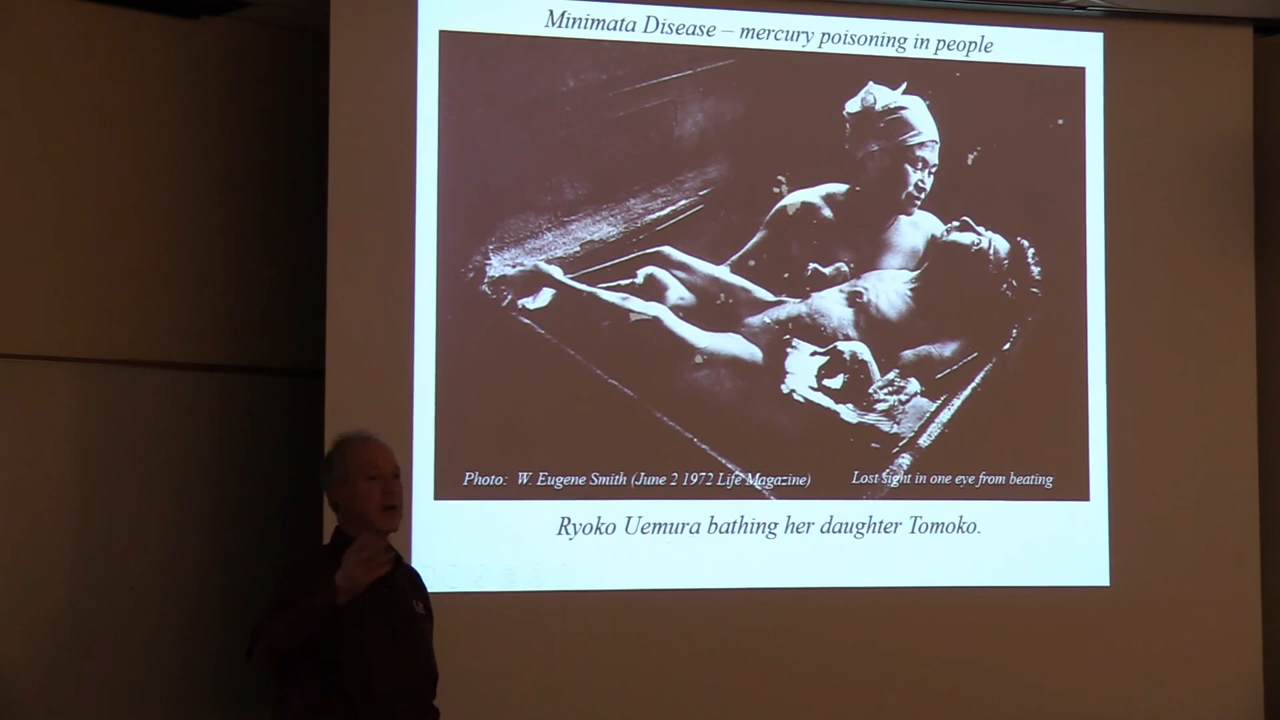 Minimata Disease – mercury poisoning in people
Photo: W. Eugene Smith (June 2 1972 Life Magazine)
Lost sight in one eye from beating
Ryoko Uemura bathing her daughter Tomoko.